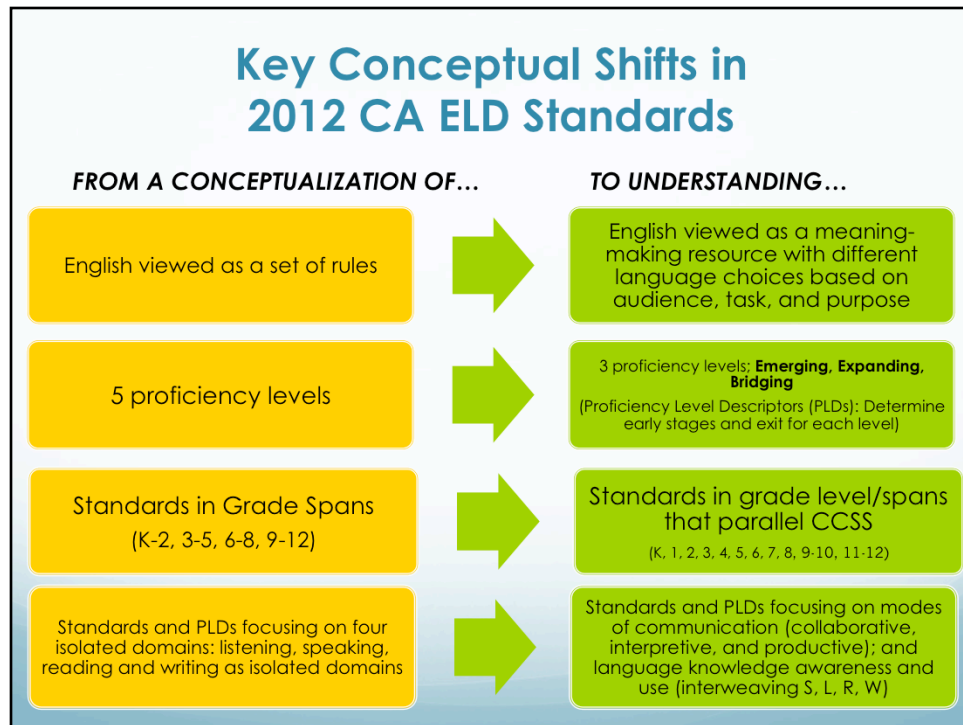 Key Conceptual Shifts in
2012 CA ELD Standards
FROM A CONCEPTUALIZATION OF…
TO UNDERSTANDING…
English viewed as a set of rules
English viewed as a meaning-
making resource with different
language choices based on
audience, task, and purpose
5 proficiency levels
3 proficiency levels; Emerging, Expanding,
Bridging
(Proficiency Level Descriptors (PLDs): Determine
early stages and exit for each level)
Standards in Grade Spans
(K-2, 3-5, 6-8, 9-12)
Standards in grade level/spans
that parallel CCSS
(K, 1, 2, 3, 4, 5, 6, 7, 8, 9-10, 11-12)
Standards and PLDs focusing on four
isolated domains: listening, speaking,
reading and writing as isolated domains
Standards and PLDs focusing on modes
of communication (collaborative,
interpretive, and productive); and
language knowledge awareness and
use (interweaving S, L, R, W)